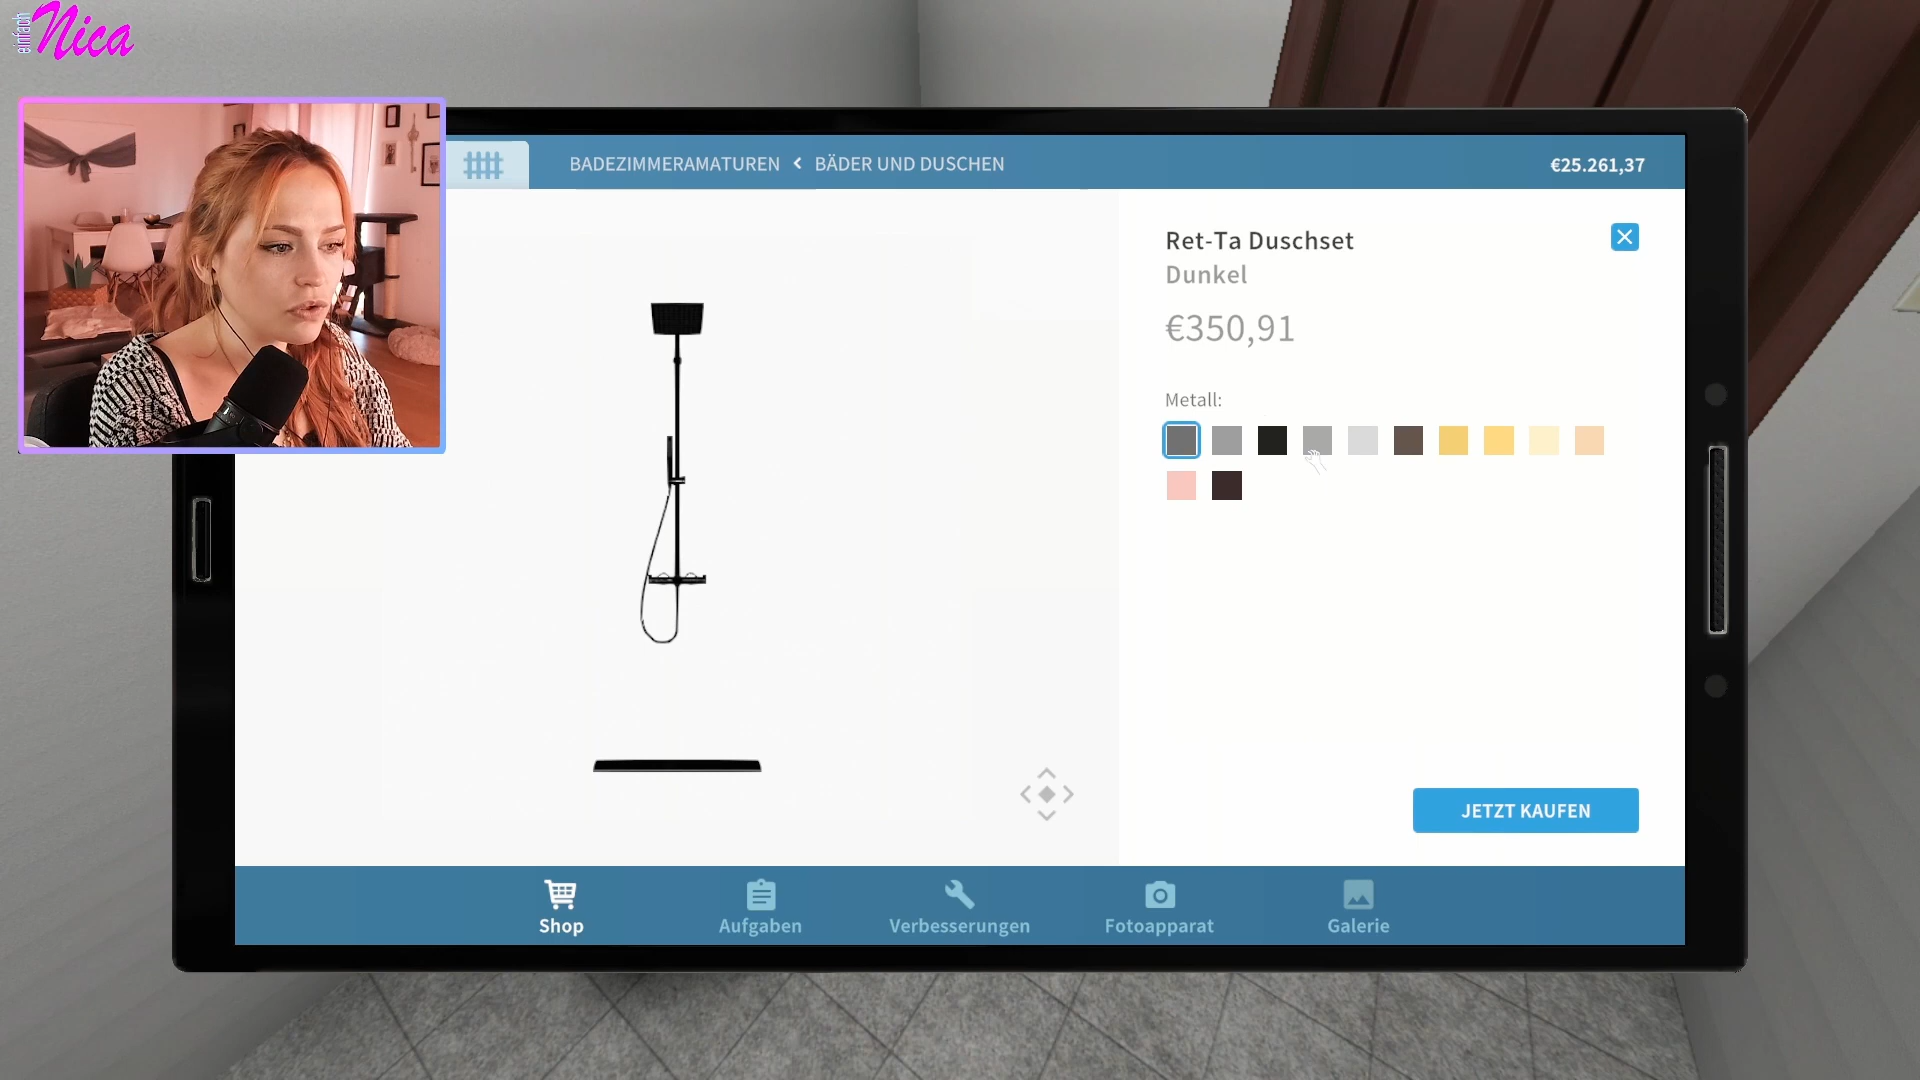 einfach
Nica
BADEZIMMERAMATUREN < BÄDER UND DUSCHEN
€25.261,37
Ret-Ta Duschset
Dunkel
€350,91
Metall:
JETZT KAUFEN
Shop
Aufgaben
Verbesserungen
Fotoapparat
Galerie